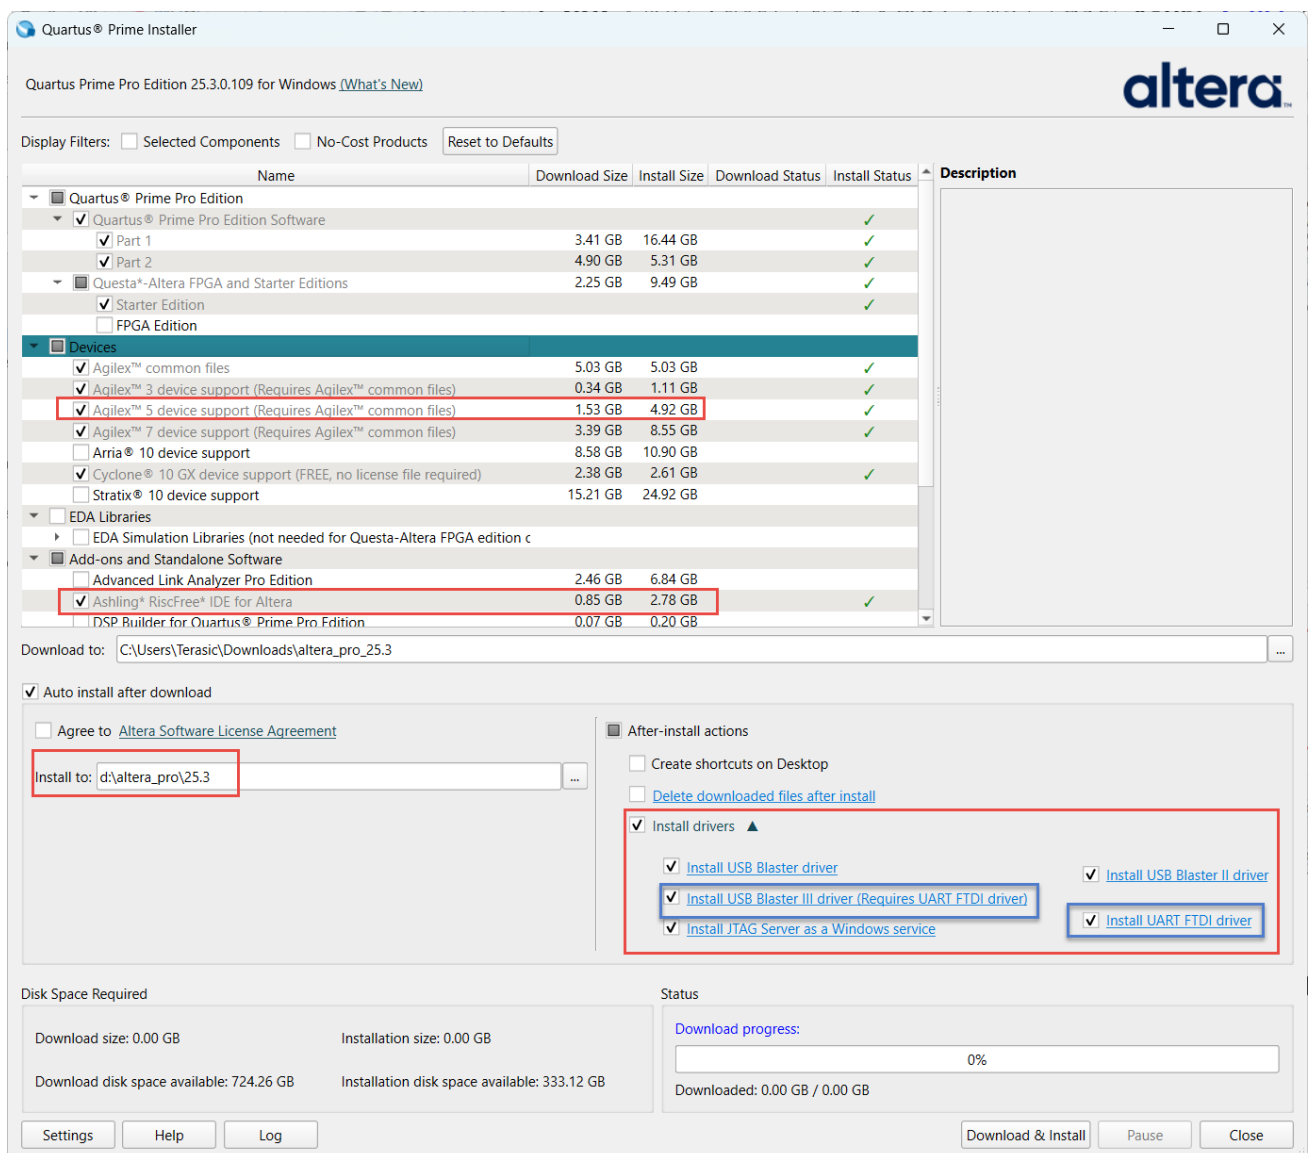 Quartus® Prime Installer
Quartus Prime Pro Edition 25.3.0.109 for Windows (What's New)
altera™
Display Filters: Selected Components No-Cost Products Reset to Defaults
Name Download Size Install Size Download Status Install Status Description
Quartus® Prime Pro Edition
Quartus® Prime Pro Edition Software
Part 1 3.41 GB 16.44 GB
Part 2 4.90 GB 5.31 GB
Questa*-Altera FPGA and Starter Editions 2.25 GB 9.49 GB
Starter Edition
FPGA Edition
Devices
Agilex™ common files 5.03 GB 5.03 GB
Agilex™ 3 device support (Requires Agilex™ common files) 0.34 GB 1.11 GB
Agilex™ 5 device support (Requires Agilex™ common files) 1.53 GB 4.92 GB
Agilex™ 7 device support (Requires Agilex™ common files) 3.39 GB 8.55 GB
Arria® 10 device support 8.58 GB 10.90 GB
Cyclone® 10 GX device support (FREE, no license file required) 2.38 GB 2.61 GB
Stratix® 10 device support 15.21 GB 24.92 GB
EDA Libraries
EDA Simulation Libraries (not needed for Questa-Altera FPGA edition c
Add-ons and Standalone Software
Advanced Link Analyzer Pro Edition 2.46 GB 6.84 GB
Ashling* RiscFree* IDE for Altera 0.85 GB 2.78 GB
DSP Builder for Quartus® Prime Pro Edition 0.07 GB 0.20 GB
Download to: C:\Users\Terasic\Downloads\altera_pro_25.3 ...
Auto install after download
Agree to Altera Software License Agreement
Install to: d:\altera_pro\25.3 ...
After-install actions
Create shortcuts on Desktop
Delete downloaded files after install
Install drivers ▲
Install USB Blaster driver
Install USB Blaster II driver
Install USB Blaster III driver (Requires UART FTDI driver)
Install UART FTDI driver
Install JTAG Server as a Windows service
Disk Space Required
Download size: 0.00 GB Installation size: 0.00 GB
Download disk space available: 724.26 GB Installation disk space available: 333.12 GB
Status
Download progress:
0%
Downloaded: 0.00 GB / 0.00 GB
Settings Help Log Download & Install Pause Close